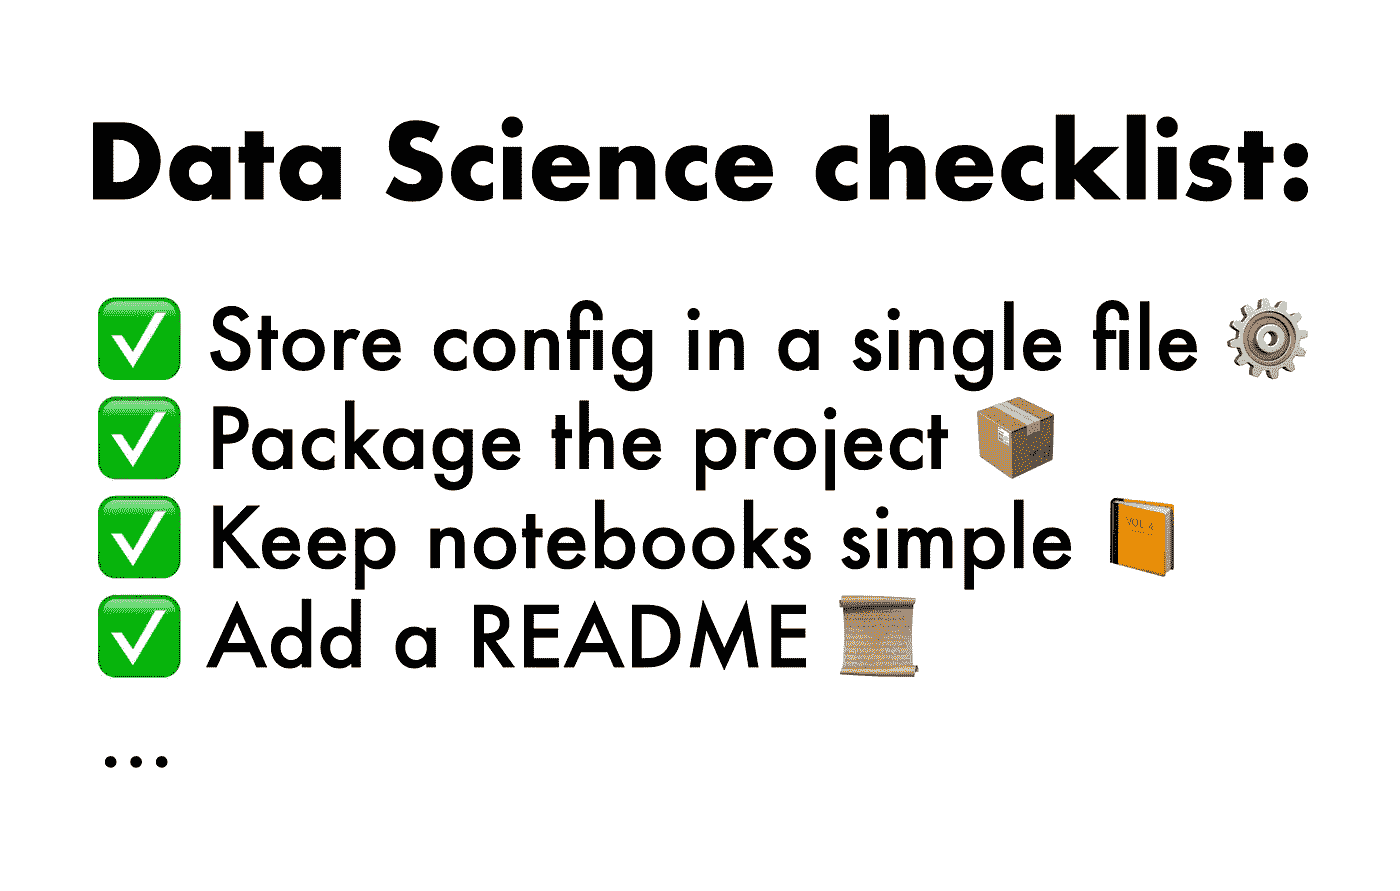 Data Science checklist:
✅ Store config in a single file ⚙️
✅ Package the project 📦
✅ Keep notebooks simple 📙
✅ Add a README 📜
...